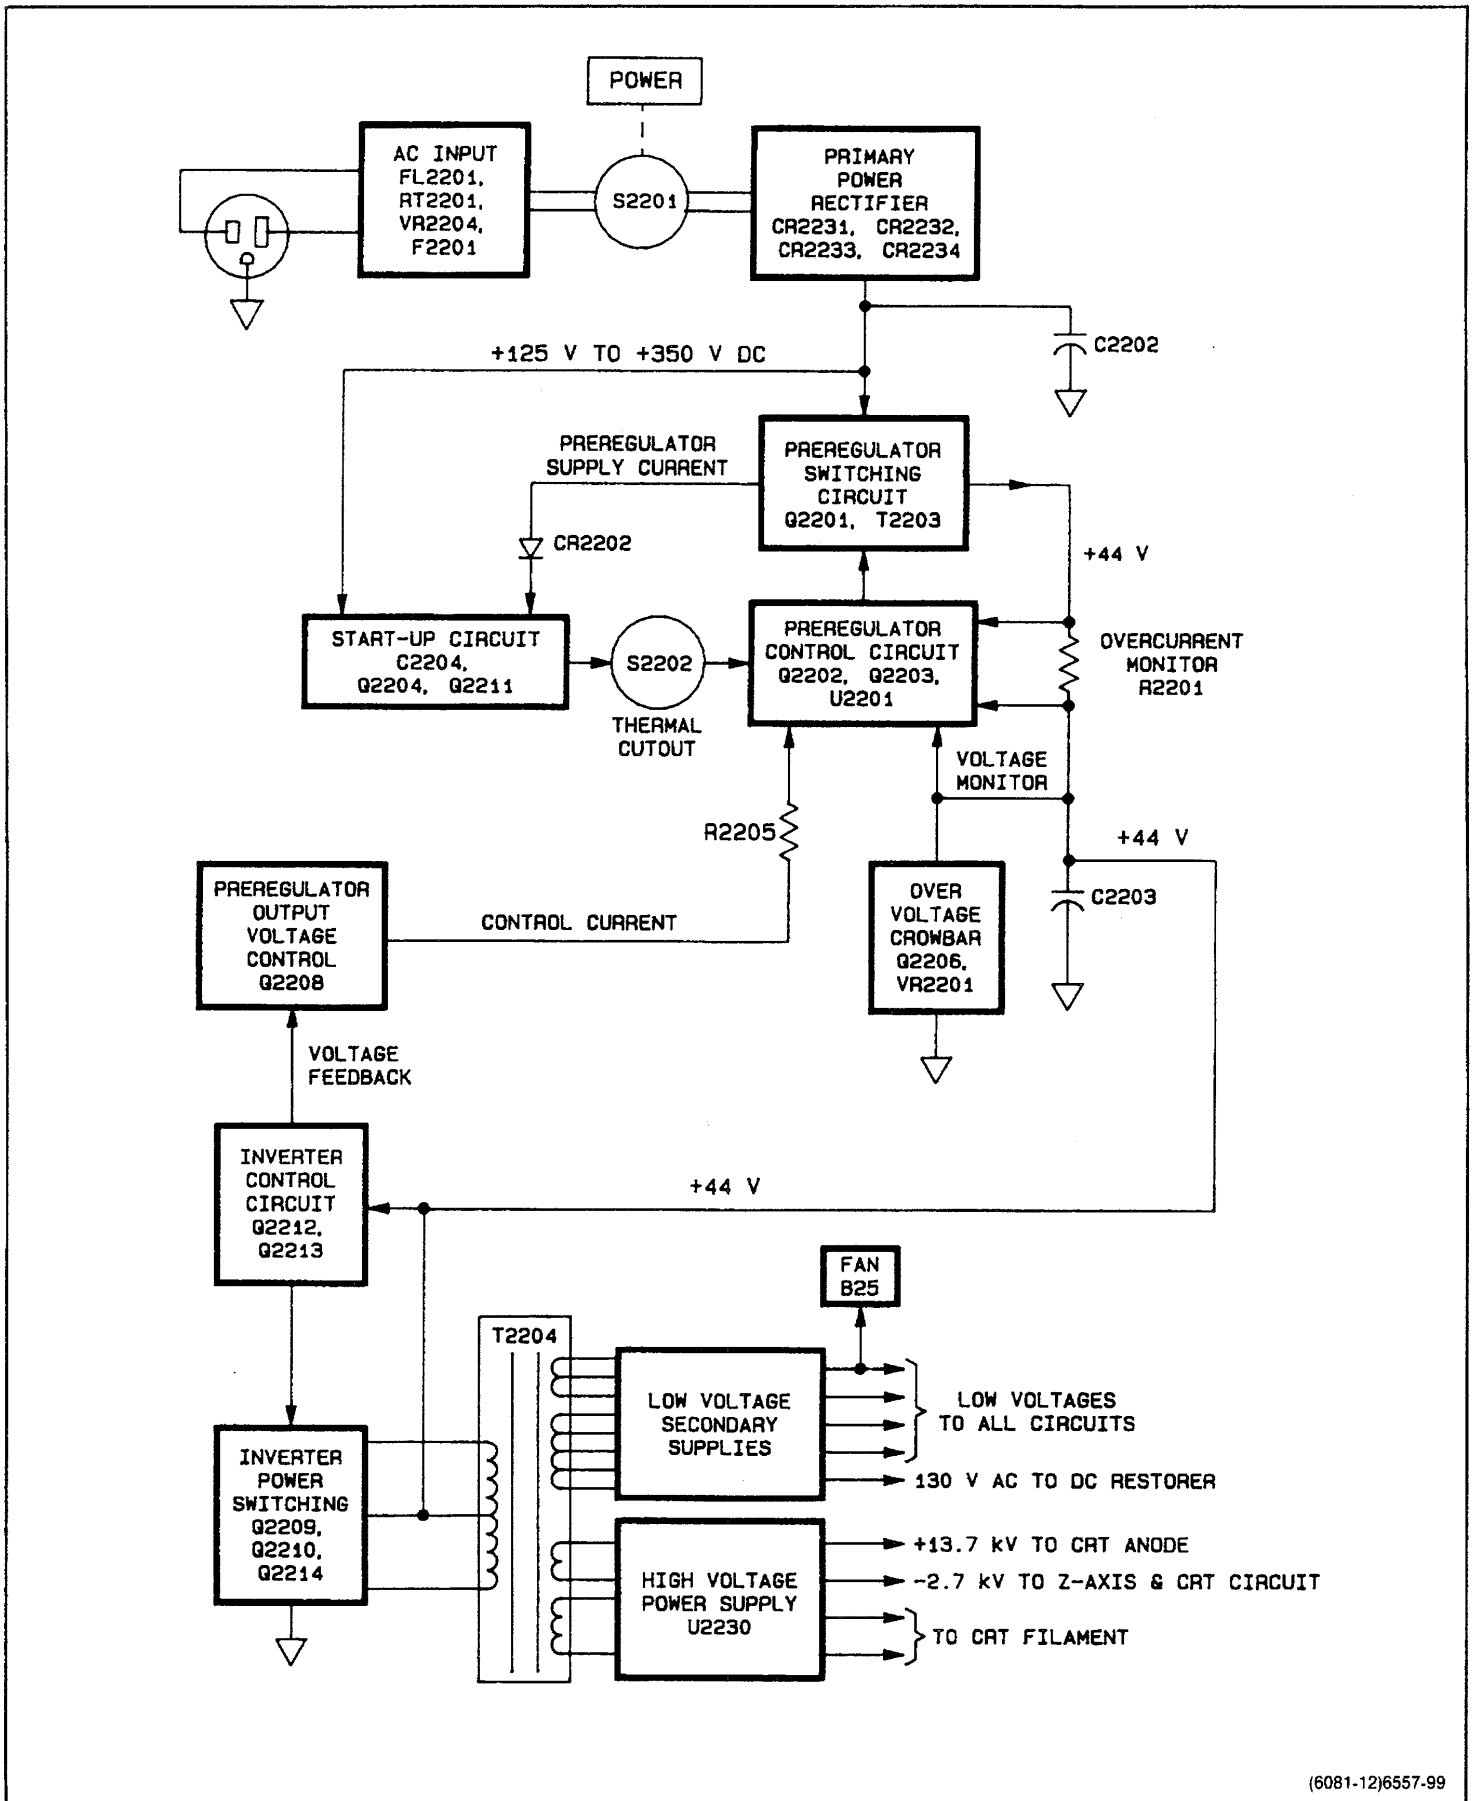 POWER
AC INPUT
FL2201,
RT2201,
VR2204,
F2201
S2201
PRIMARY
POWER
RECTIFIER
CR2231, CR2232,
CR2233, CR2234
C2202
+125 V TO +350 V DC
PREREGULATOR
SUPPLY CURRENT
CR2202
PREREGULATOR
SWITCHING
CIRCUIT
Q2201, T2203
+44 V
START-UP CIRCUIT
C2204,
Q2204, Q2211
S2202
THERMAL
CUTOUT
PREREGULATOR
CONTROL CIRCUIT
Q2202, Q2203,
U2201
OVERCURRENT
MONITOR
R2201
VOLTAGE
MONITOR
R2205
+44 V
PREREGULATOR
OUTPUT
VOLTAGE
CONTROL
Q2208
CONTROL CURRENT
OVER
VOLTAGE
CROWBAR
Q2206,
VR2201
C2203
VOLTAGE
FEEDBACK
INVERTER
CONTROL
CIRCUIT
Q2212,
Q2213
+44 V
FAN
B25
T2204
LOW VOLTAGE
SECONDARY
SUPPLIES
LOW VOLTAGES
TO ALL CIRCUITS
130 V AC TO DC RESTORER
INVERTER
POWER
SWITCHING
Q2209,
Q2210,
Q2214
HIGH VOLTAGE
POWER SUPPLY
U2230
+13.7 kV TO CRT ANODE
-2.7 kV TO Z-AXIS & CRT CIRCUIT
TO CRT FILAMENT
(6081-12)6557-99